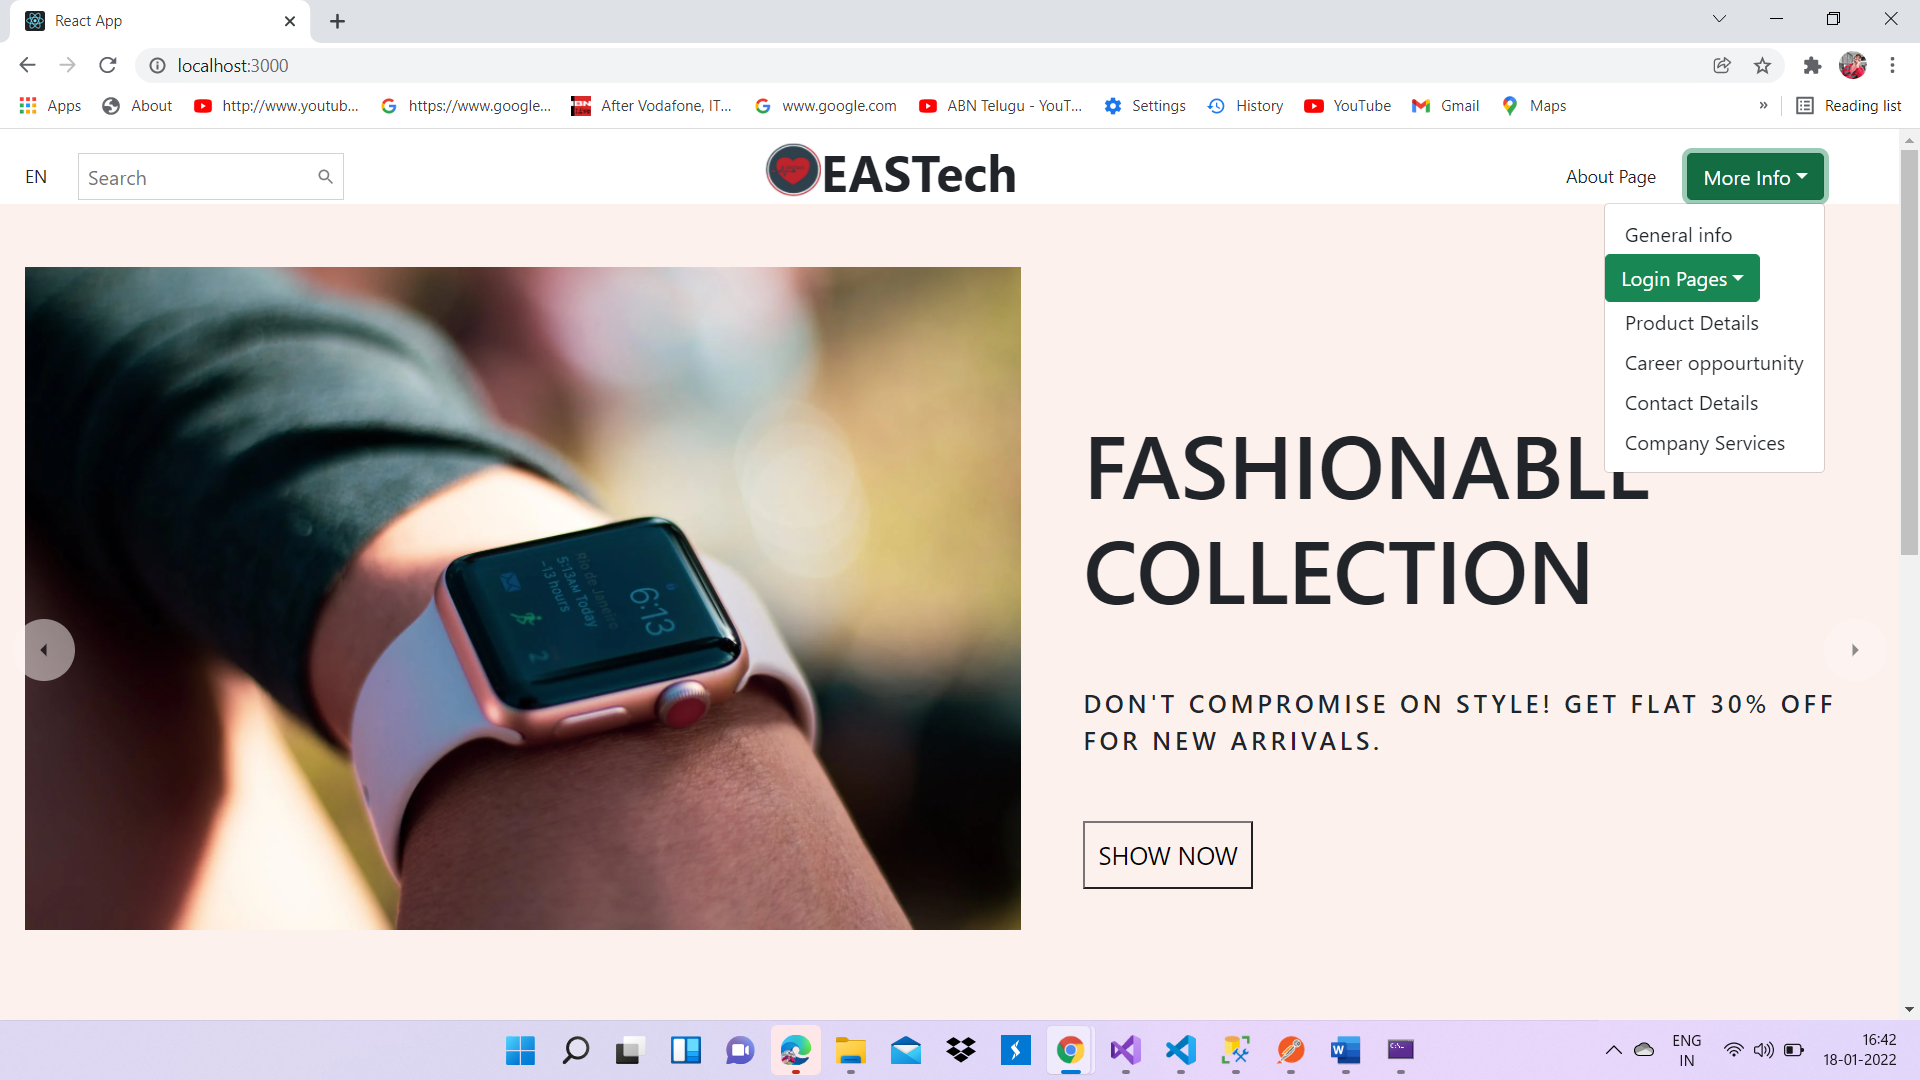 React App
localhost:3000
Apps
About
http://www.youtub...
https://www.google...
After Vodafone, IT...
www.google.com
ABN Telugu - YouT...
Settings
History
YouTube
Gmail
Maps
»
Reading list
EN
Search
EASTech
About Page
More Info
General info
Login Pages
Product Details
Career oppourtunity
Contact Details
Company Services
6:13
Rio de Janeiro
5:13AM Today
-13 hours
FASHIONABLE
COLLECTION
DON'T COMPROMISE ON STYLE! GET FLAT 30% OFF
FOR NEW ARRIVALS.
SHOW NOW
ENG
IN
16:42
18-01-2022